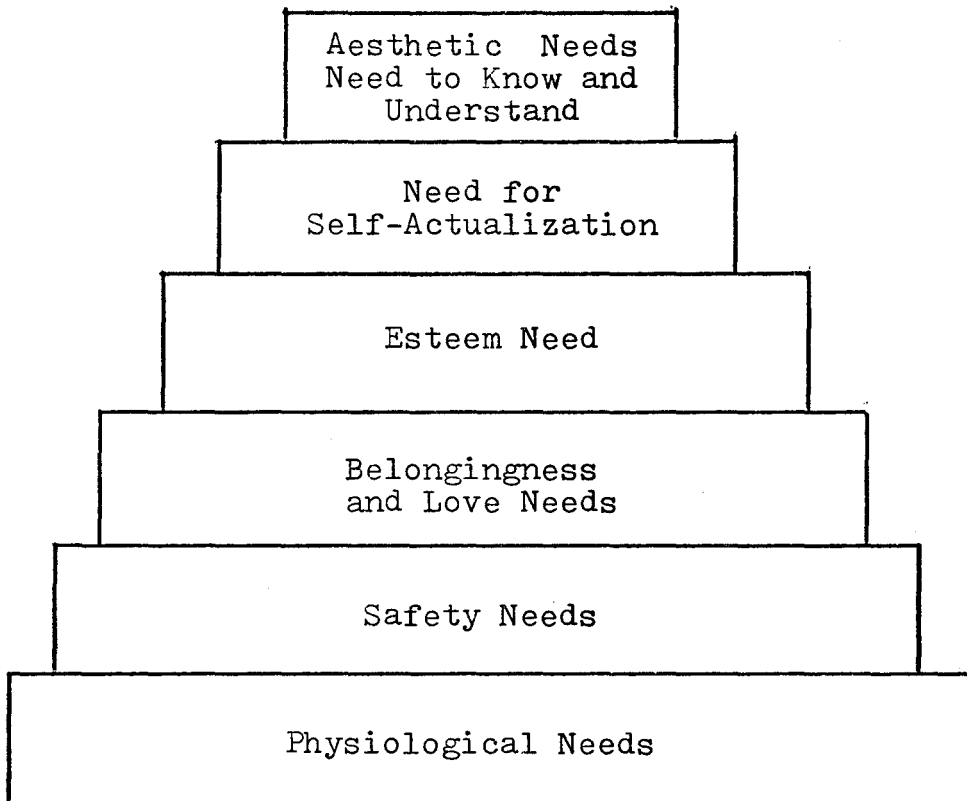 Aesthetic Needs
Need to Know and
Understand
Need for
Self-Actualization
Esteem Need
Belongingness
and Love Needs
Safety Needs
Physiological Needs